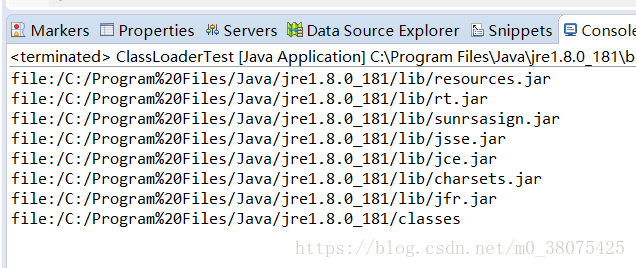 Markers Properties Servers Data Source Explorer Snippets Console
<terminated> ClassLoaderTest [Java Application] C:\Program Files\Java\jre1.8.0_181\b
file:/C:/Program%20Files/Java/jre1.8.0_181/lib/resources.jar
file:/C:/Program%20Files/Java/jre1.8.0_181/lib/rt.jar
file:/C:/Program%20Files/Java/jre1.8.0_181/lib/sunrsasign.jar
file:/C:/Program%20Files/Java/jre1.8.0_181/lib/jsse.jar
file:/C:/Program%20Files/Java/jre1.8.0_181/lib/jce.jar
file:/C:/Program%20Files/Java/jre1.8.0_181/lib/charsets.jar
file:/C:/Program%20Files/Java/jre1.8.0_181/lib/jfr.jar
file:/C:/Program%20Files/Java/jre1.8.0_181/classes
https://blog.csdn.net/m0_38075425